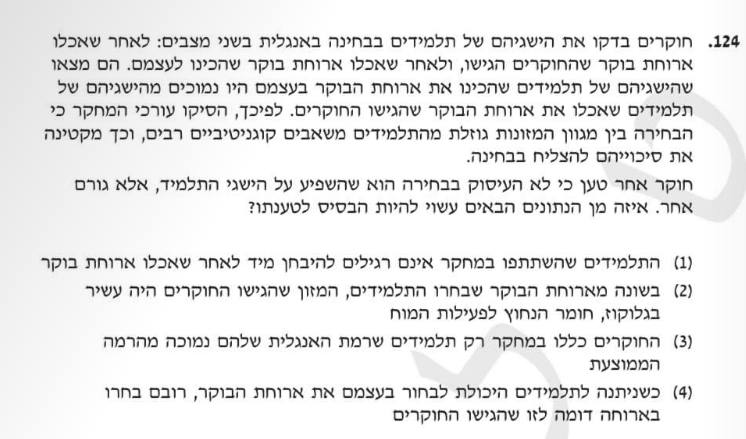 124. חוקרים בדקו את הישגיהם של תלמידים בבחינה באנגלית בשני מצבים: לאחר שאכלו
ארוחת בוקר שהחוקרים הגישו, ולאחר שאכלו ארוחת בוקר שהכינו לעצמם. הם מצאו
שהישגיהם של תלמידים שהכינו את ארוחת הבוקר בעצמם היו נמוכים מהישגיהם של
תלמידים שאכלו את ארוחת הבוקר שהגישו החוקרים. לפיכך, הסיקו עורכי המחקר כי
הבחירה בין מגוון המזונות גוזלת מהתלמידים משאבים קוגניטיביים רבים, וכך מקטינה
את סיכוייהם להצליח בבחינה.
חוקר אחר טען כי לא העיסוק בבחירה הוא שהשפיע על הישגי התלמיד, אלא גורם
אחר. איזה מן הנתונים הבאים עשוי להיות הבסיס לטענתו?
(1) התלמידים שהשתתפו במחקר אינם רגילים להיבחן מיד לאחר שאכלו ארוחת בוקר
(2) בשונה מארוחת הבוקר שבחרו התלמידים, המזון שהגישו החוקרים היה עשיר
בגלוקוז, חומר הנחוץ לפעילות המוח
(3) החוקרים כללו במחקר רק תלמידים שרמת האנגלית שלהם נמוכה מהרמה
הממוצעת
(4) כשניתנה לתלמידים היכולת לבחור בעצמם את ארוחת הבוקר, רובם בחרו
בארוחה דומה לזו שהגישו החוקרים